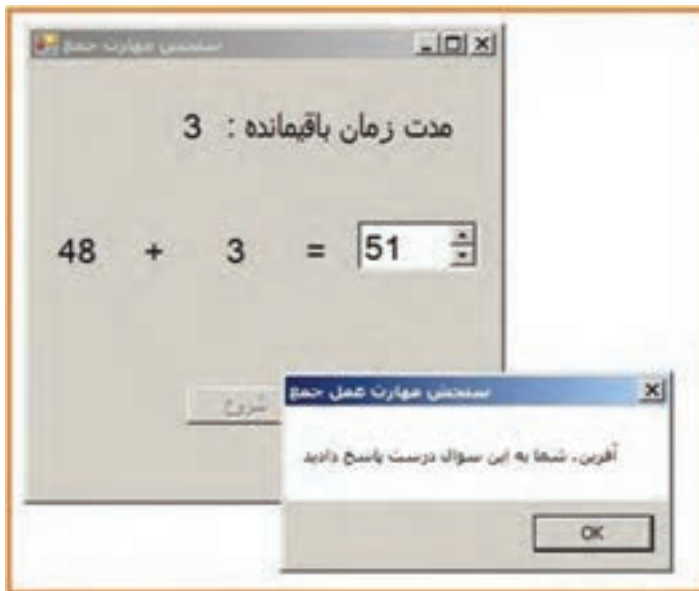 سنجش مهارت جمع
مدت زمان باقیمانده : 3
48 + 3 = 51
شروع
سنجش مهارت عمل جمع
آفرین، شما به این سوال درست پاسخ دادید
OK